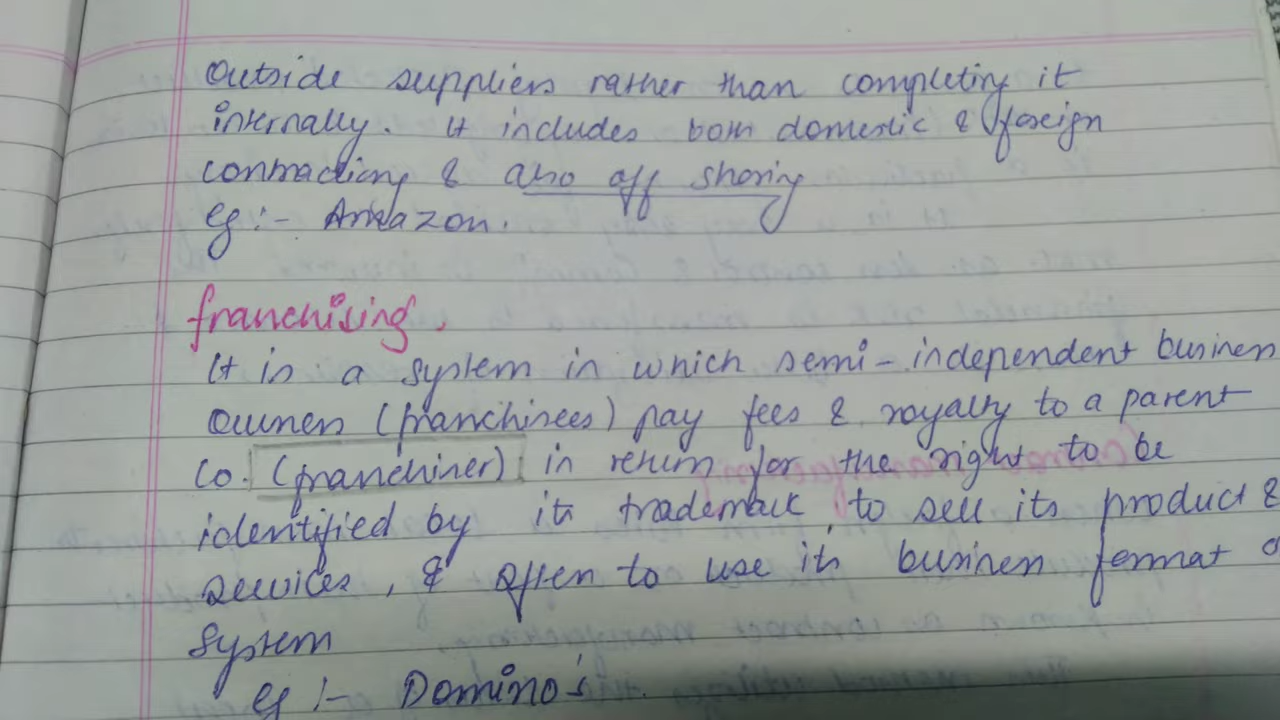 outside suppliers rather than completing it
internally. It includes both domestic & foreign
contracting & also off shoring
eg:- Amazon.
franchising.
It is a system in which semi-independent business
owners (franchisees) pay fees & royalty to a parent
Co. (franchiser) in return for the right to be
identified by its trademark, to sell its product &
services, & often to use its business format o
system
eg :- Domino's.